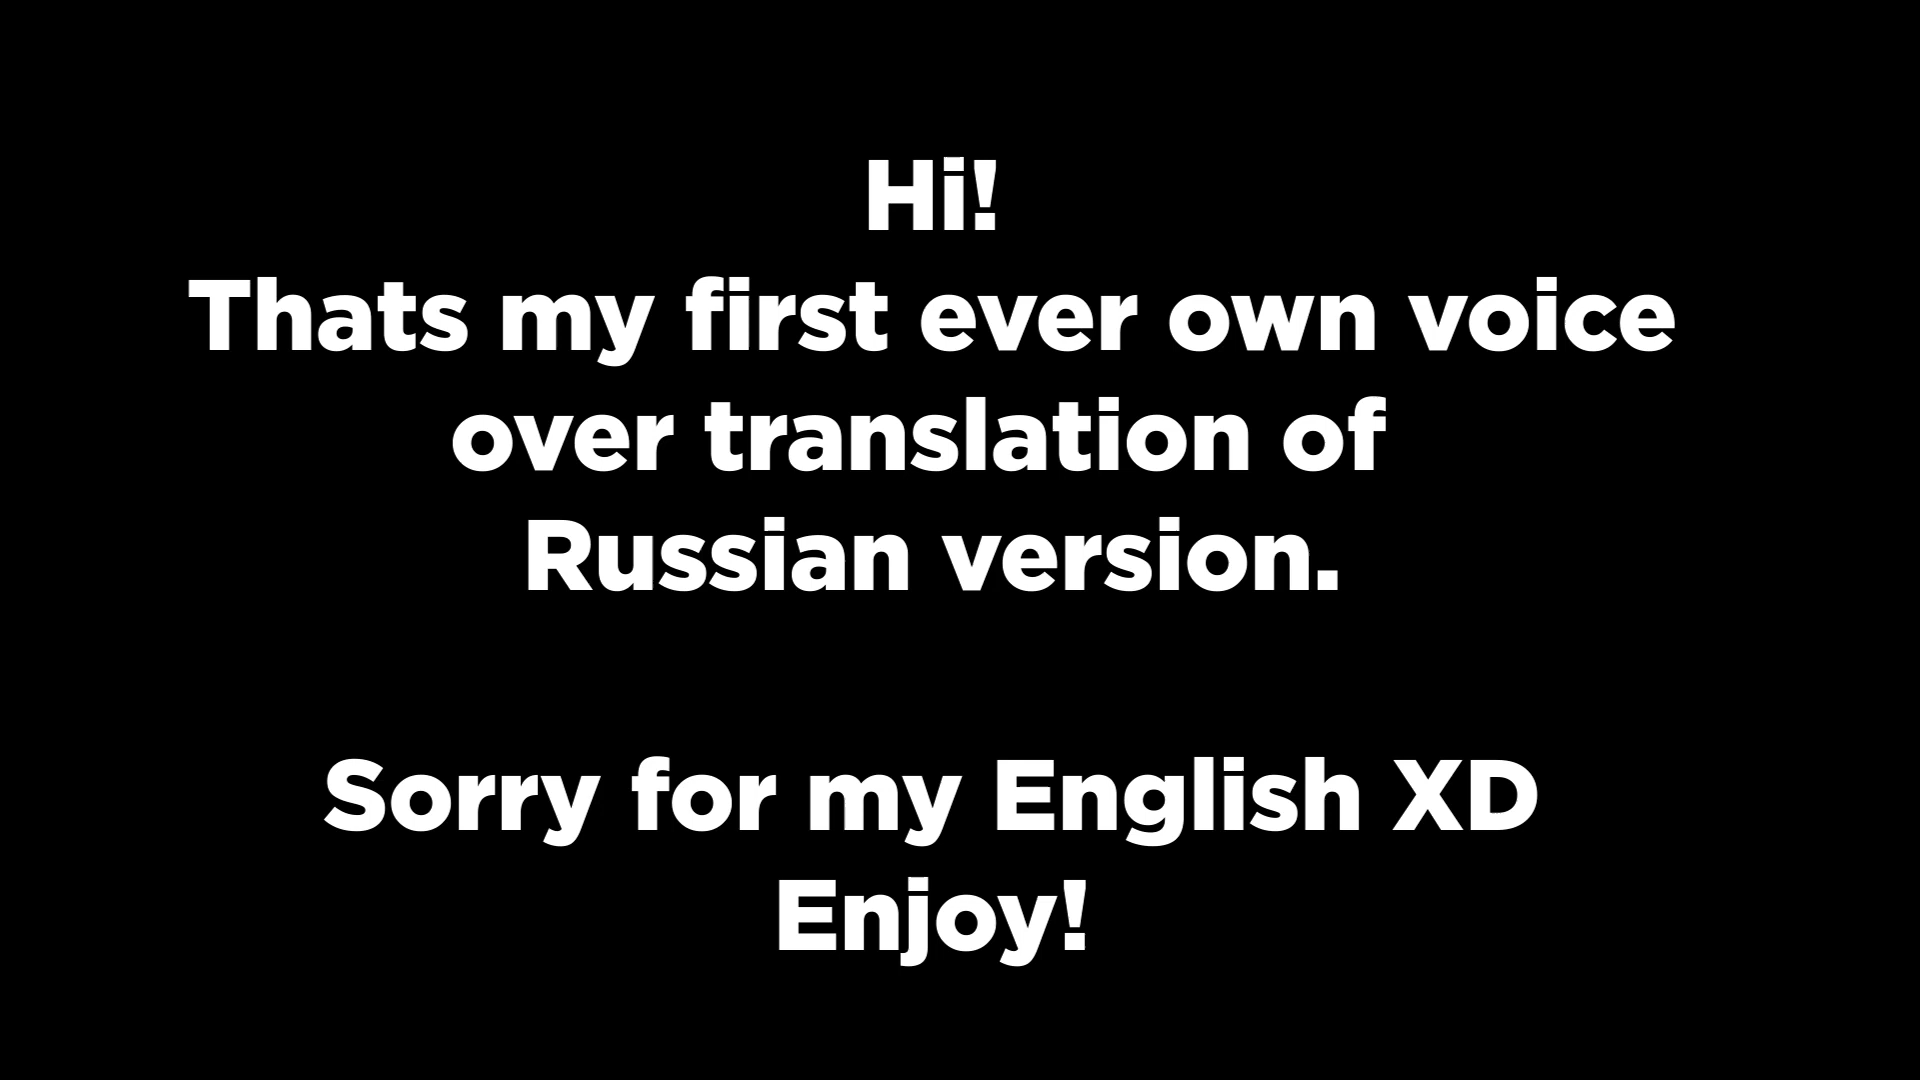 Hi!
Thats my first ever own voice
over translation of
Russian version.
Sorry for my English XD
Enjoy!